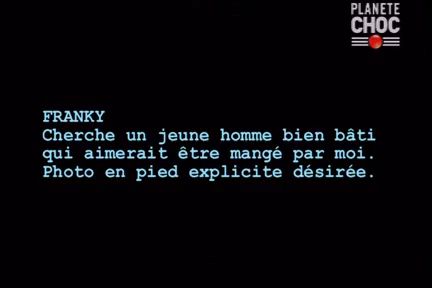 PLANETE
CHOC
FRANKY
Cherche un jeune homme bien bâti
qui aimerait être mangé par moi.
Photo en pied explicite désirée.